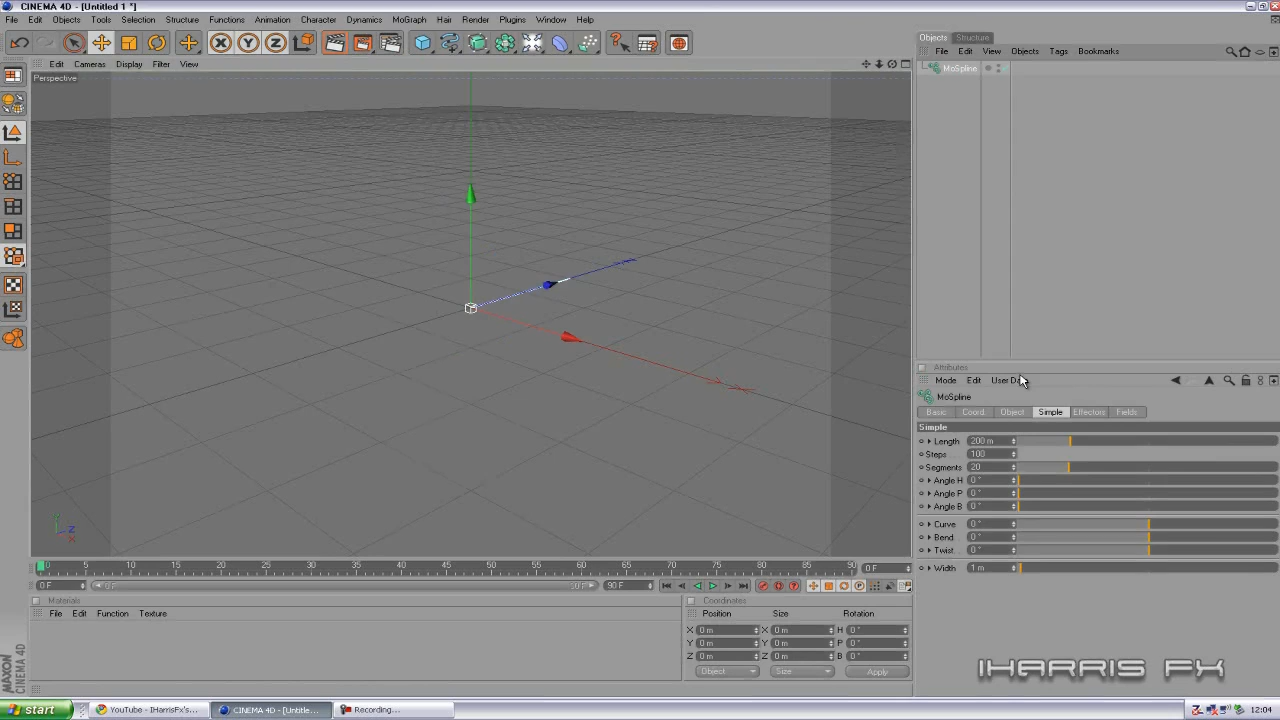 CINEMA 4D - [Untitled 1 *]
File Edit Objects Tools Selection Structure Functions Animation Character Dynamics MoGraph Hair Render Plugins Window Help
Edit Cameras Display Filter View
Perspective
Y
Z
X
0 5 10 15 20 25 30 35 40 45 50 55 60 65 70 75 80 85 90
0 F
0 F
0 F
90 F
90 F
Materials
File Edit Function Texture
Coordinates
Position Size Rotation
X 0 m X 0 m H 0 °
Y 0 m Y 0 m P 0 °
Z 0 m Z 0 m B 0 °
Object Size Apply
MAXON
CINEMA 4D
Objects Structure
File Edit View Objects Tags Bookmarks
MoSpline
Attributes
Mode Edit User
MoSpline
Basic Coord. Object Simple Effectors Fields
Simple
Length 200 m
Steps 100
Segments 20
Angle H 0 °
Angle P 0 °
Angle B 0 °
Curve 0 °
Bend 0 °
Twist 0 °
Width 1 m
IHARRIS FX
start
YouTube - IHarrisFx's...
CINEMA 4D - [Untitle...
Recording...
12:04